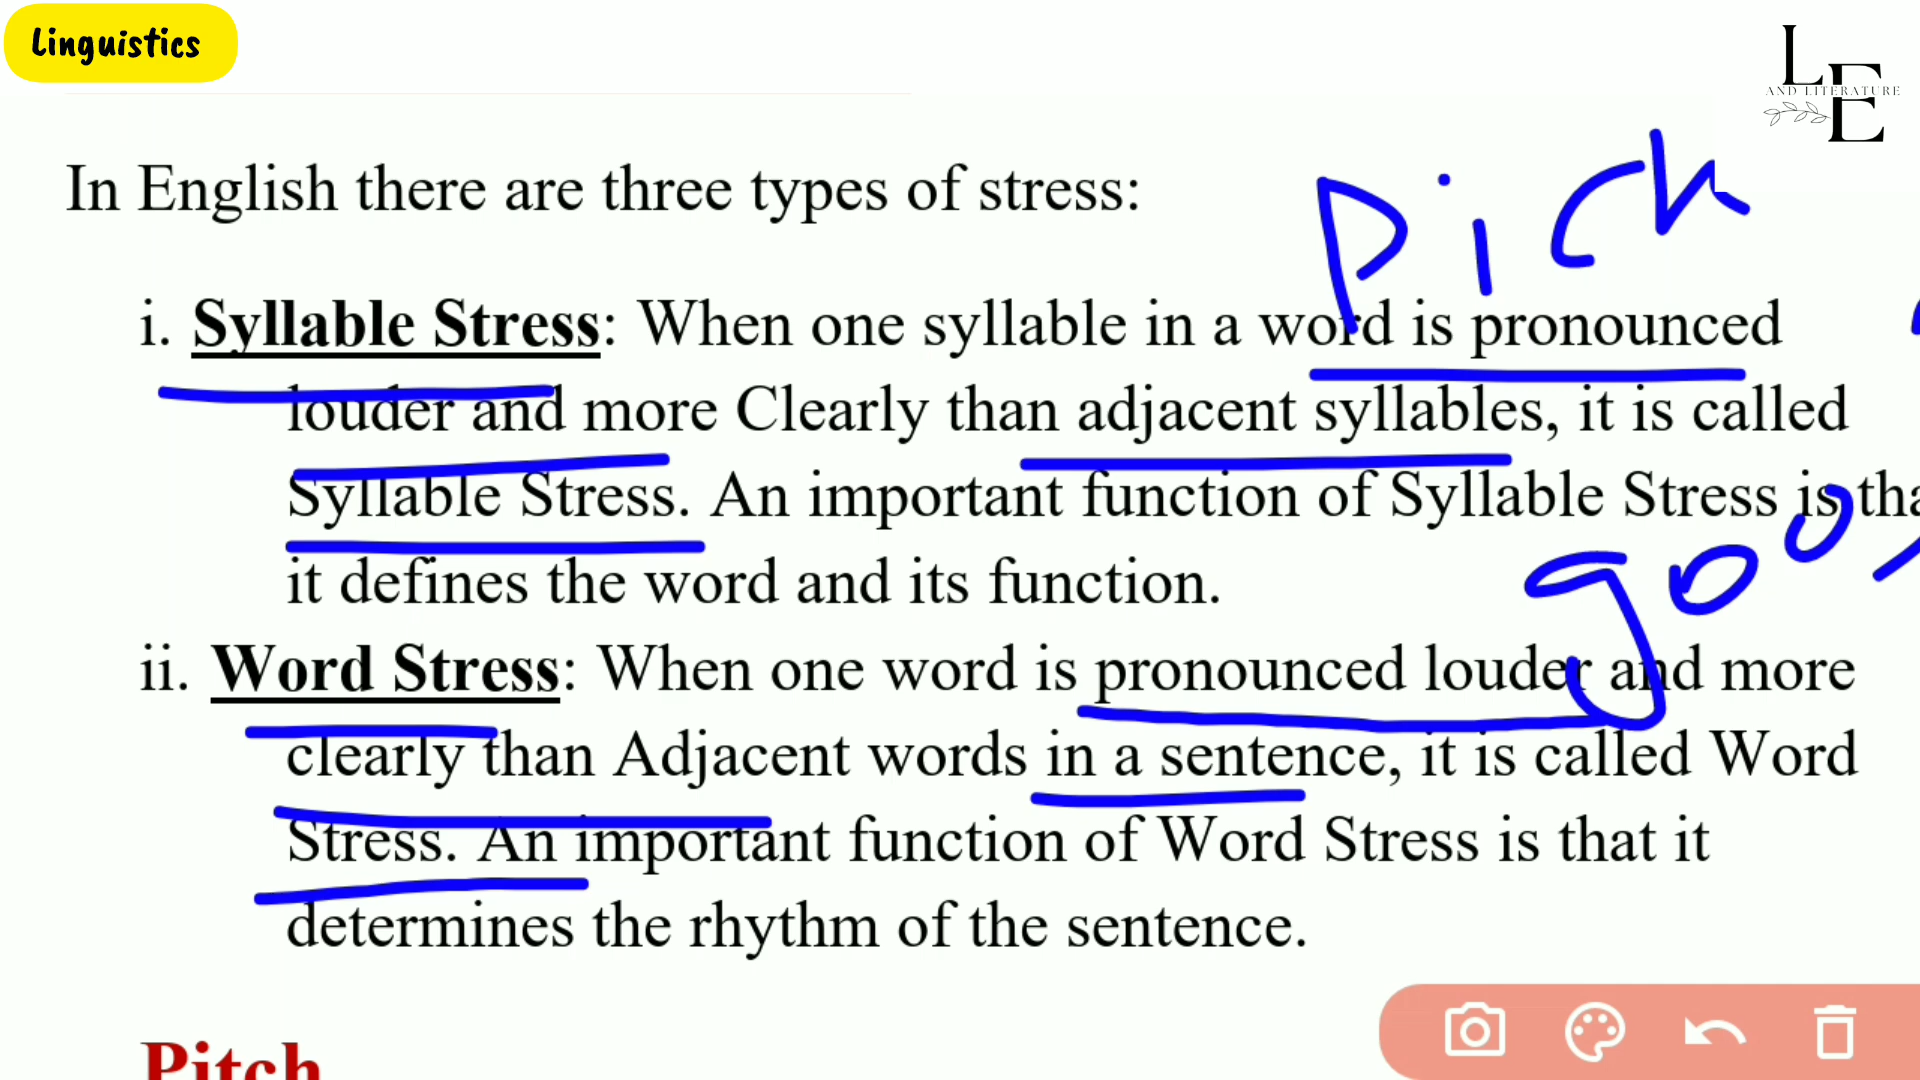 Linguistics
L E
AND LITERATURE
In English there are three types of stress:
Pick
i. Syllable Stress: When one syllable in a word is pronounced
louder and more Clearly than adjacent syllables, it is called
Syllable Stress. An important function of Syllable Stress is tha
it defines the word and its function.
ii. Word Stress: When one word is pronounced louder and more
clearly than Adjacent words in a sentence, it is called Word
Stress. An important function of Word Stress is that it
determines the rhythm of the sentence.
Pitch